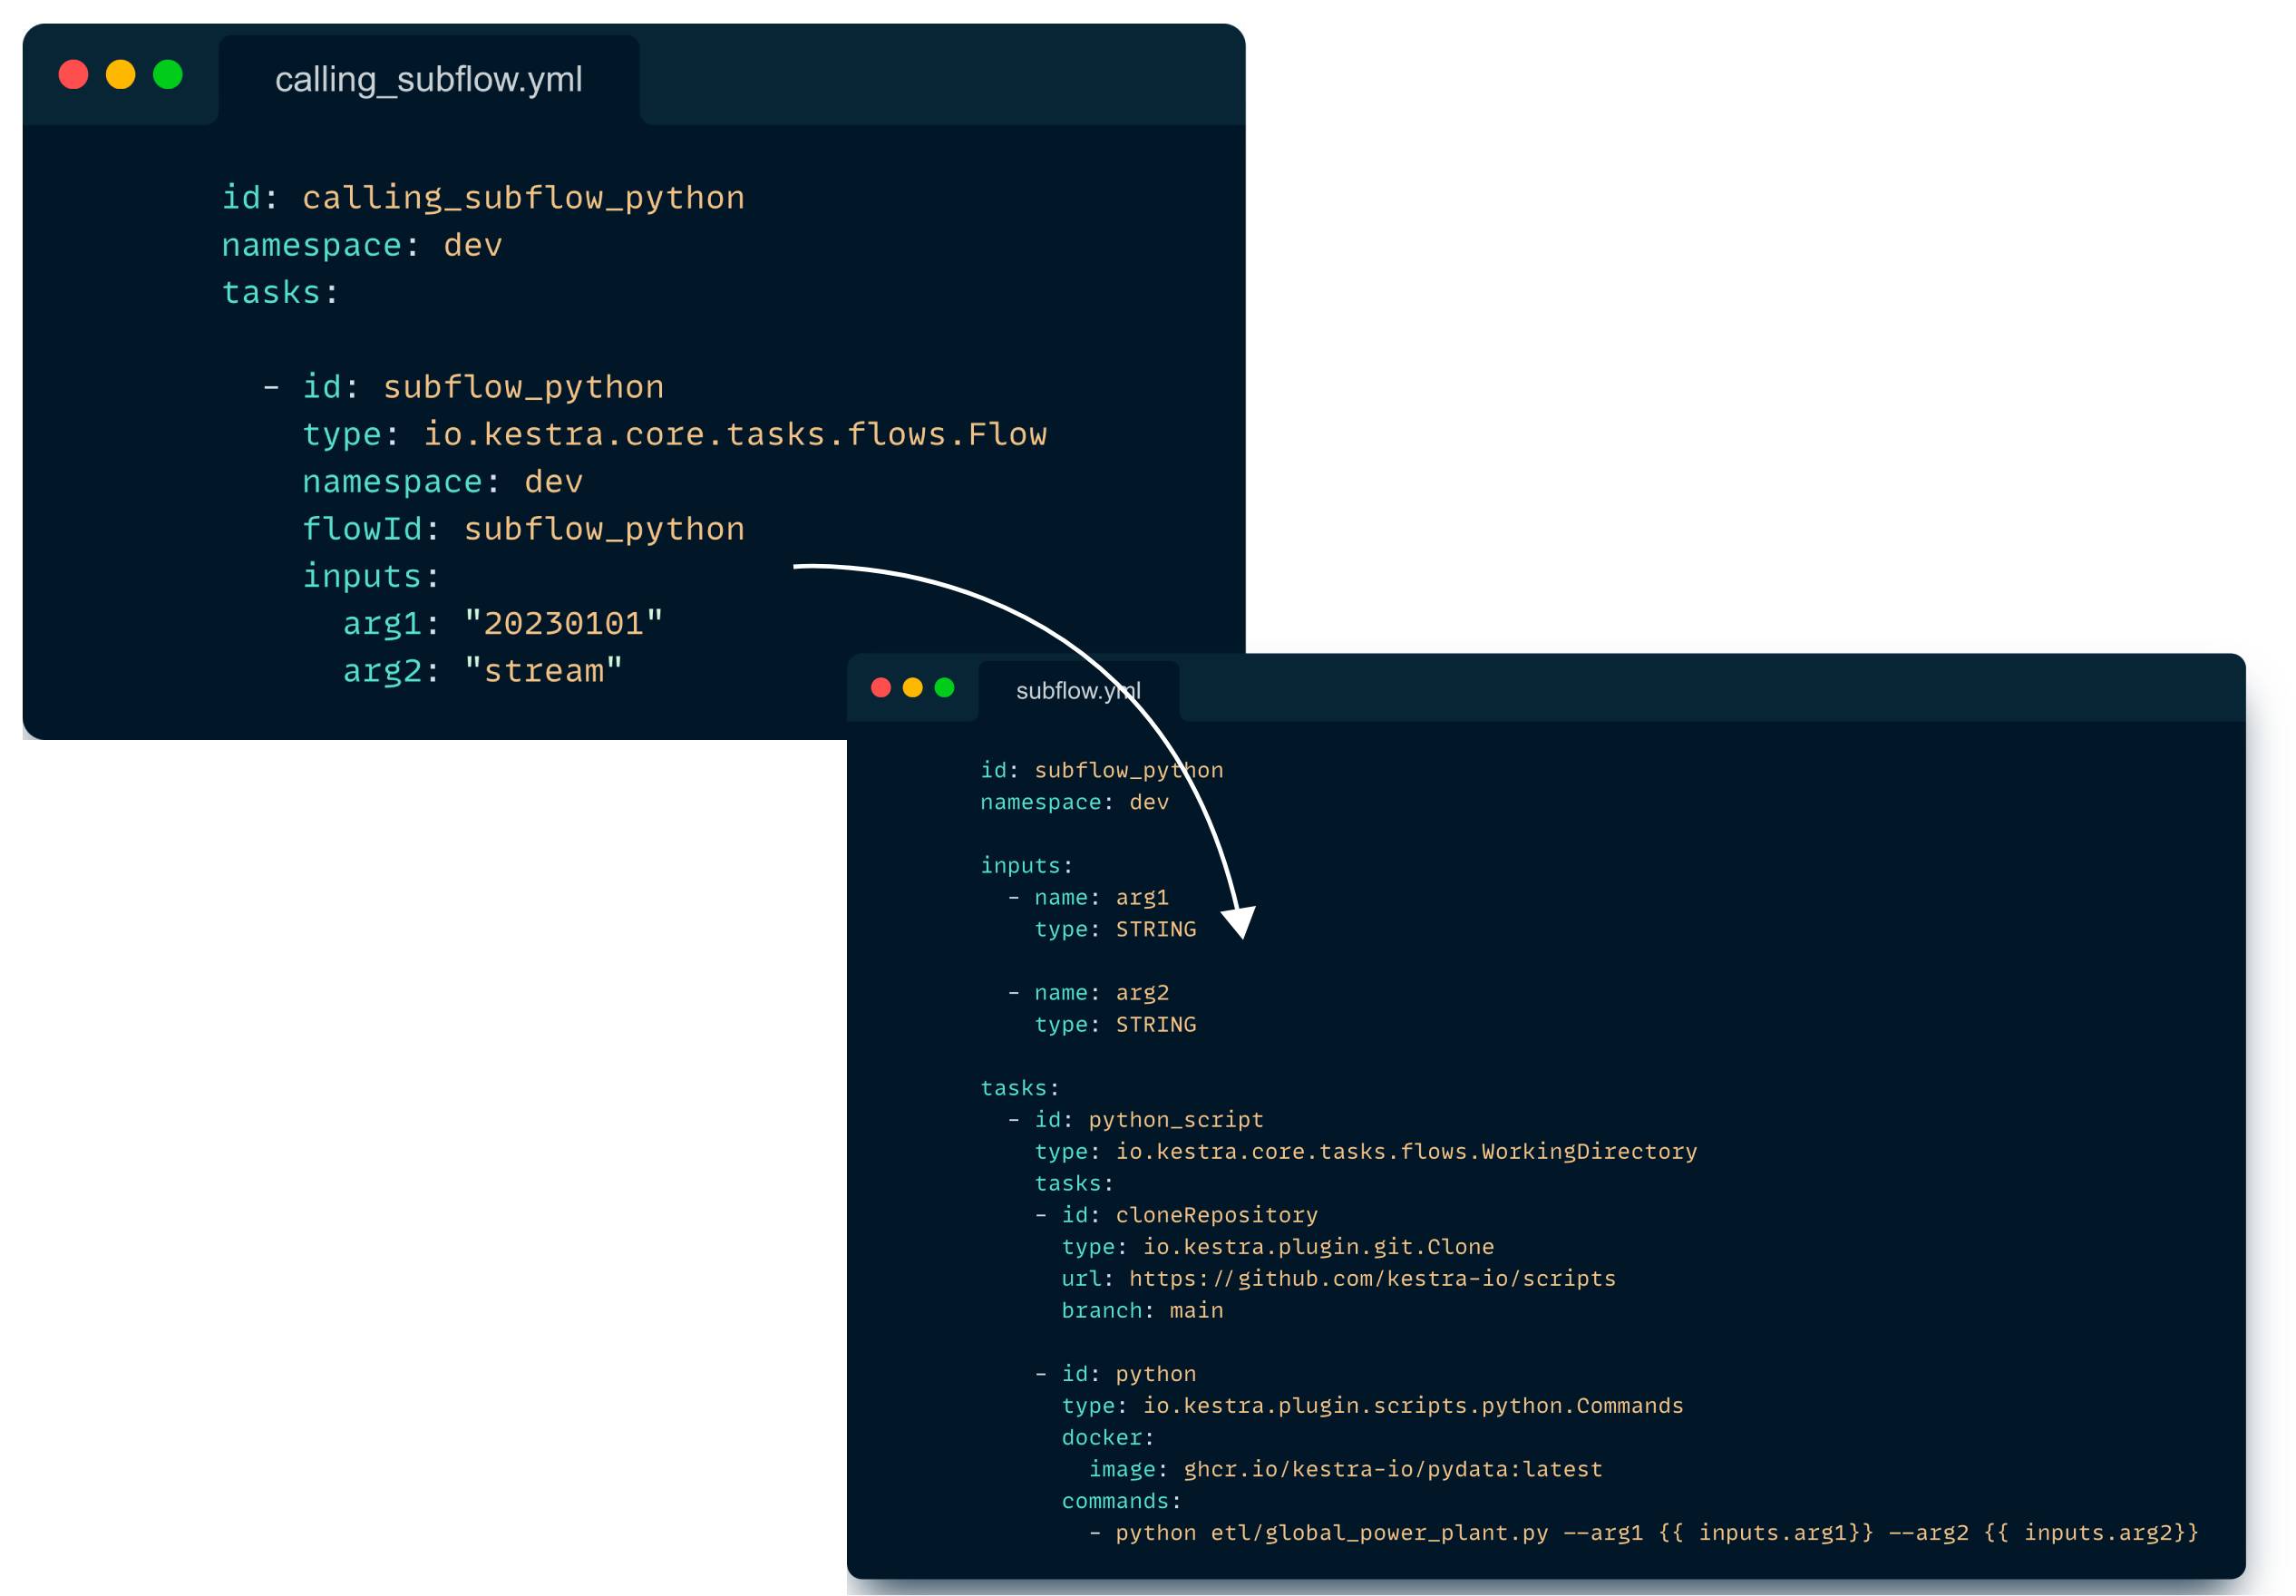 calling_subflow.yml
id: calling_subflow_python
namespace: dev
tasks:
  - id: subflow_python
    type: io.kestra.core.tasks.flows.Flow
    namespace: dev
    flowId: subflow_python
    inputs:
      arg1: "20230101"
      arg2: "stream"
subflow.yml
id: subflow_python
namespace: dev
inputs:
  - name: arg1
    type: STRING
  - name: arg2
    type: STRING
tasks:
  - id: python_script
    type: io.kestra.core.tasks.flows.WorkingDirectory
    tasks:
    - id: cloneRepository
      type: io.kestra.plugin.git.Clone
      url: https://github.com/kestra-io/scripts
      branch: main
    - id: python
      type: io.kestra.plugin.scripts.python.Commands
      docker:
        image: ghcr.io/kestra-io/pydata:latest
      commands:
        - python etl/global_power_plant.py --arg1 {{ inputs.arg1}} --arg2 {{ inputs.arg2}}